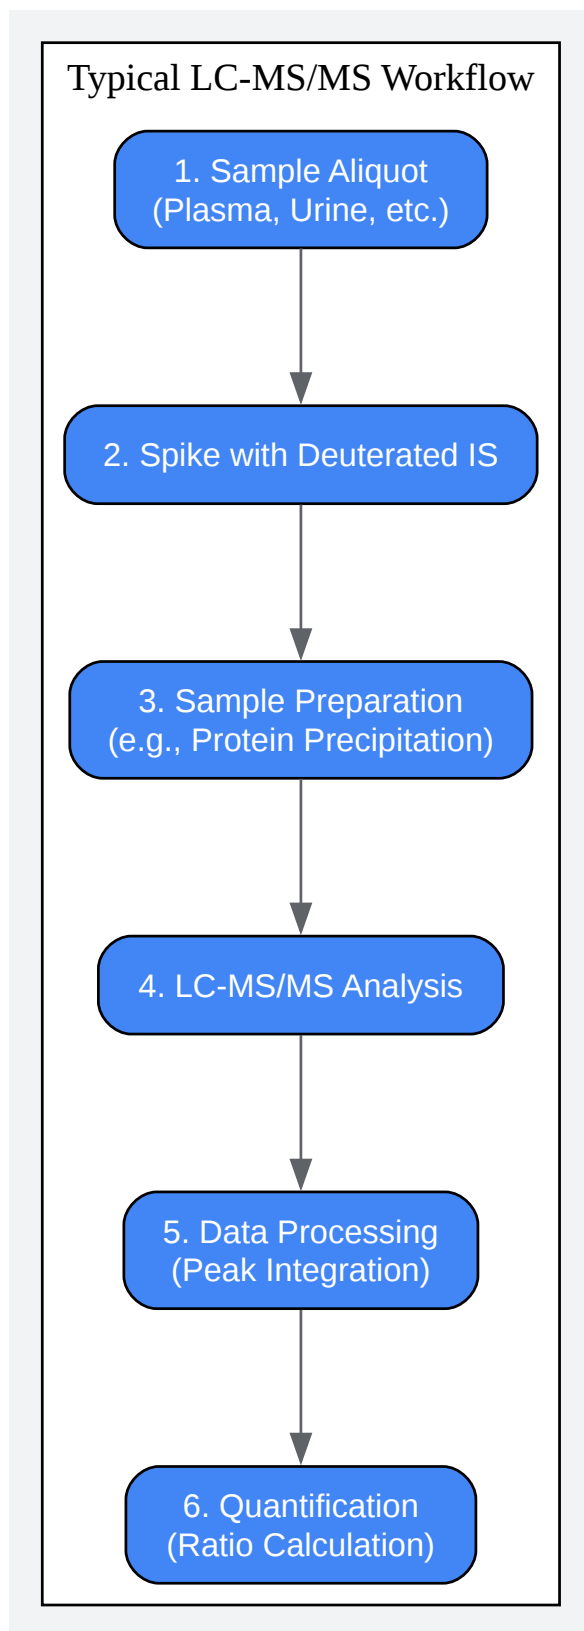 Typical LC-MS/MS Workflow
1. Sample Aliquot
(Plasma, Urine, etc.)
2. Spike with Deuterated IS
3. Sample Preparation
(e.g., Protein Precipitation)
4. LC-MS/MS Analysis
5. Data Processing
(Peak Integration)
6. Quantification
(Ratio Calculation)